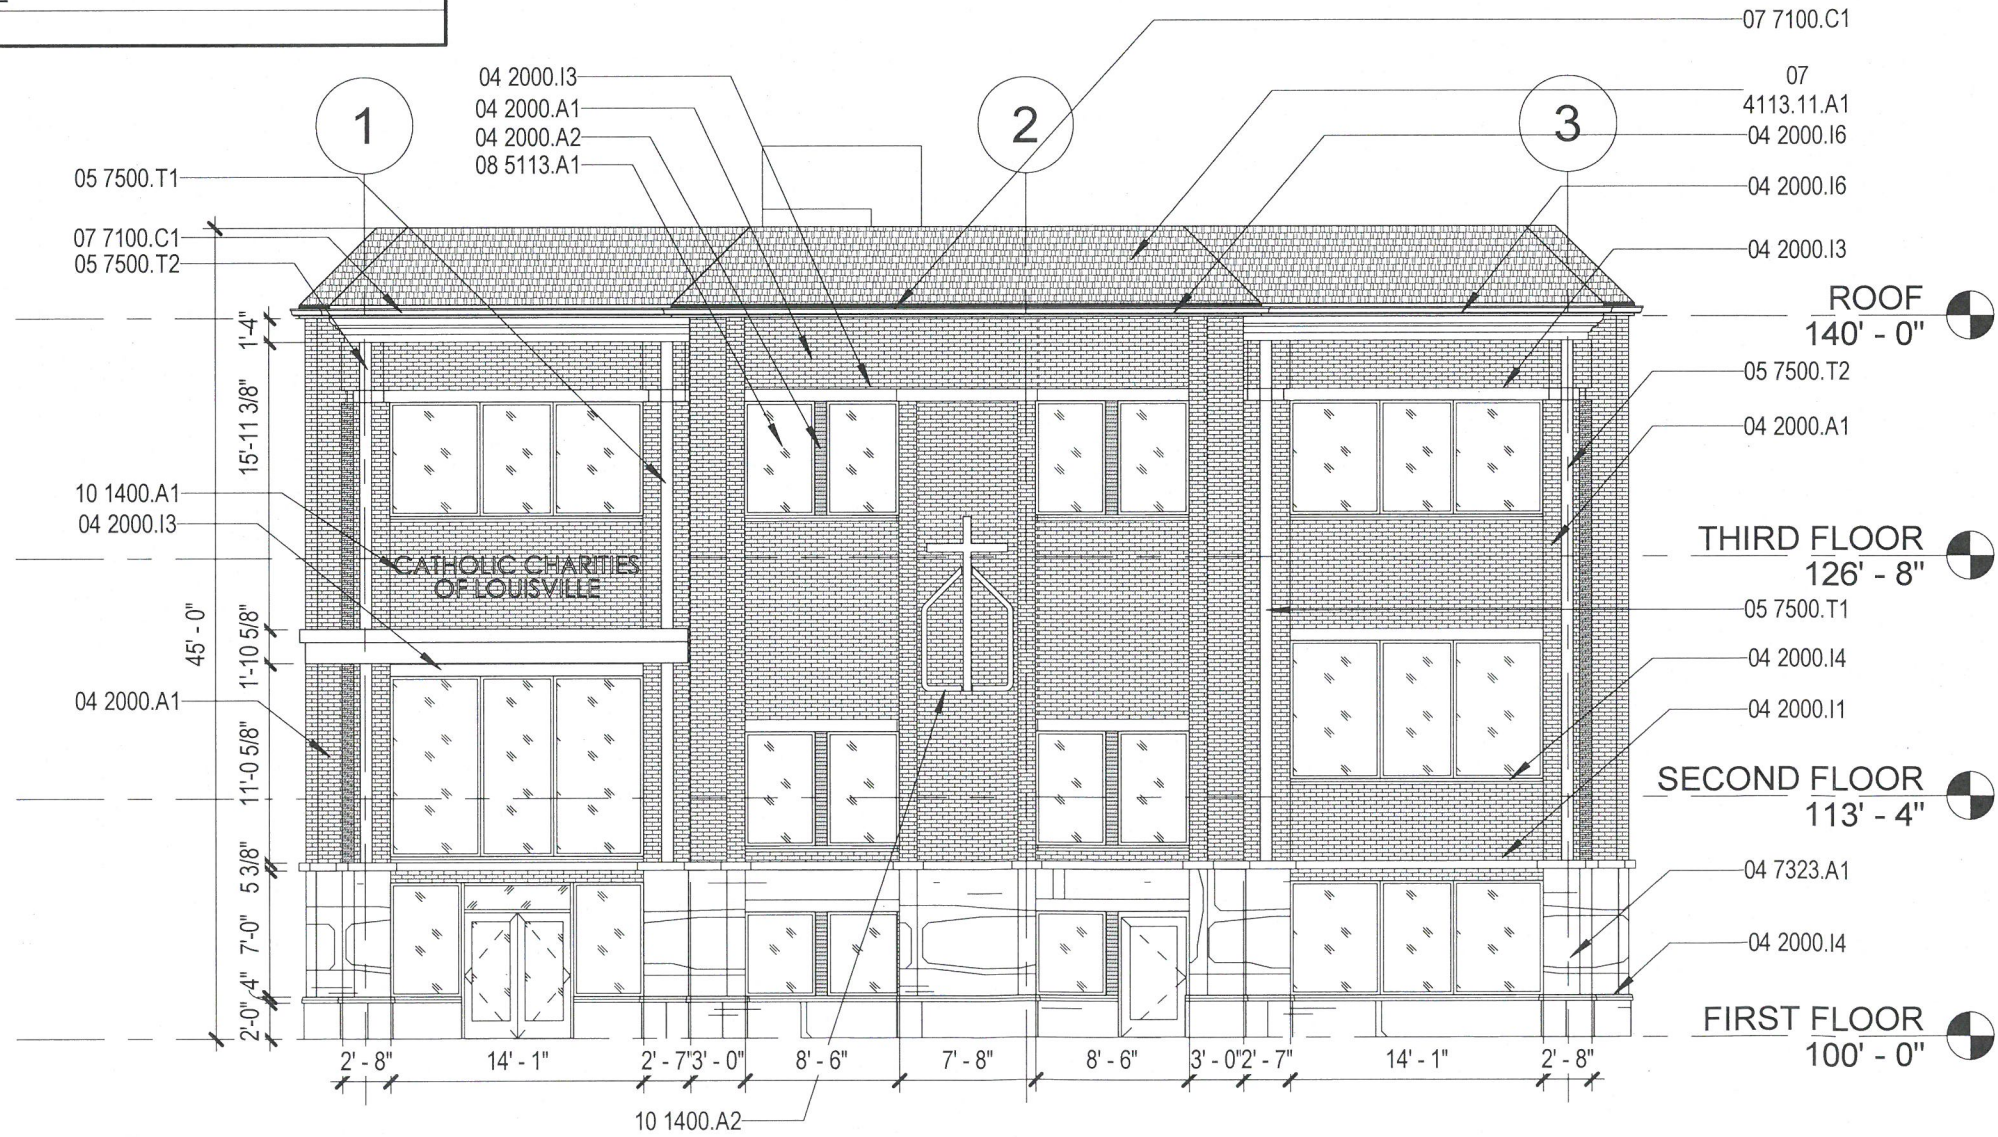 07 7100.C1
04 2000.I3
07
4113.11.A1
04 2000.A1
1
2
3
04 2000.A2
04 2000.I6
08 5113.A1
05 7500.T1
04 2000.I6
07 7100.C1
05 7500.T2
04 2000.I3
ROOF
140' - 0"
1'-4"
05 7500.T2
15'-11 3/8"
04 2000.A1
10 1400.A1
04 2000.I3
THIRD FLOOR
126' - 8"
CATHOLIC CHARITIES
OF LOUISVILLE
05 7500.T1
45' - 0"
1'-10 5/8"
04 2000.I4
04 2000.A1
04 2000.I1
11'-0 5/8"
SECOND FLOOR
113' - 4"
5 3/8"
04 7323.A1
7'-0"
04 2000.I4
4"
2'-0"
FIRST FLOOR
100' - 0"
2' - 8" 14' - 1" 2' - 7" 3' - 0" 8' - 6" 7' - 8" 8' - 6" 3' - 0" 2' - 7" 14' - 1" 2' - 8"
10 1400.A2